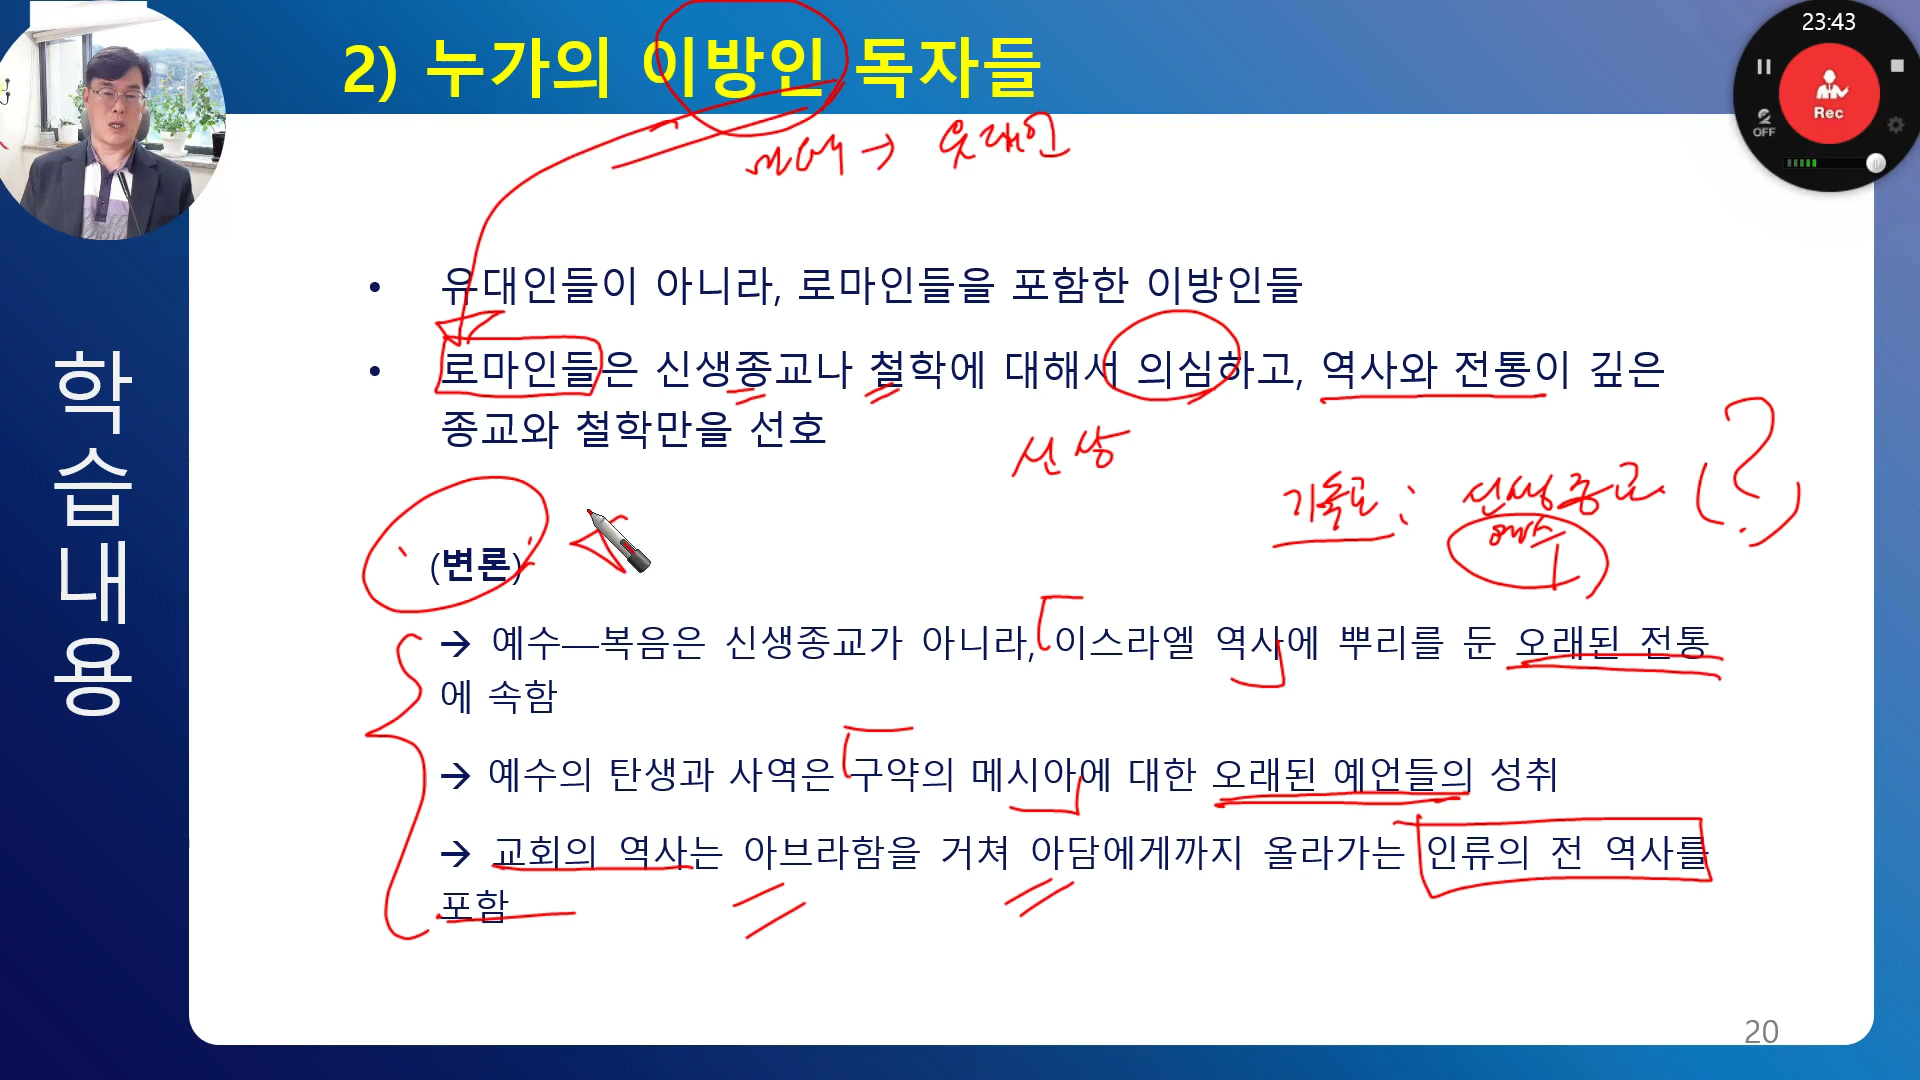 2) 누가의 이방인 독자들
23:43
Rec
OFF
→ 유대인
학습내용
• 유대인들이 아니라, 로마인들을 포함한 이방인들
• 로마인들은 신생종교나 철학에 대해서 의심하고, 역사와 전통이 깊은
종교와 철학만을 선호
신상
기독교: 신생종교 (?)
예수
(변론)
→ 예수—복음은 신생종교가 아니라, 이스라엘 역사에 뿌리를 둔 오래된 전통
에 속함
→ 예수의 탄생과 사역은 구약의 메시아에 대한 오래된 예언들의 성취
→ 교회의 역사는 아브라함을 거쳐 아담에게까지 올라가는 인류의 전 역사를
포함
20